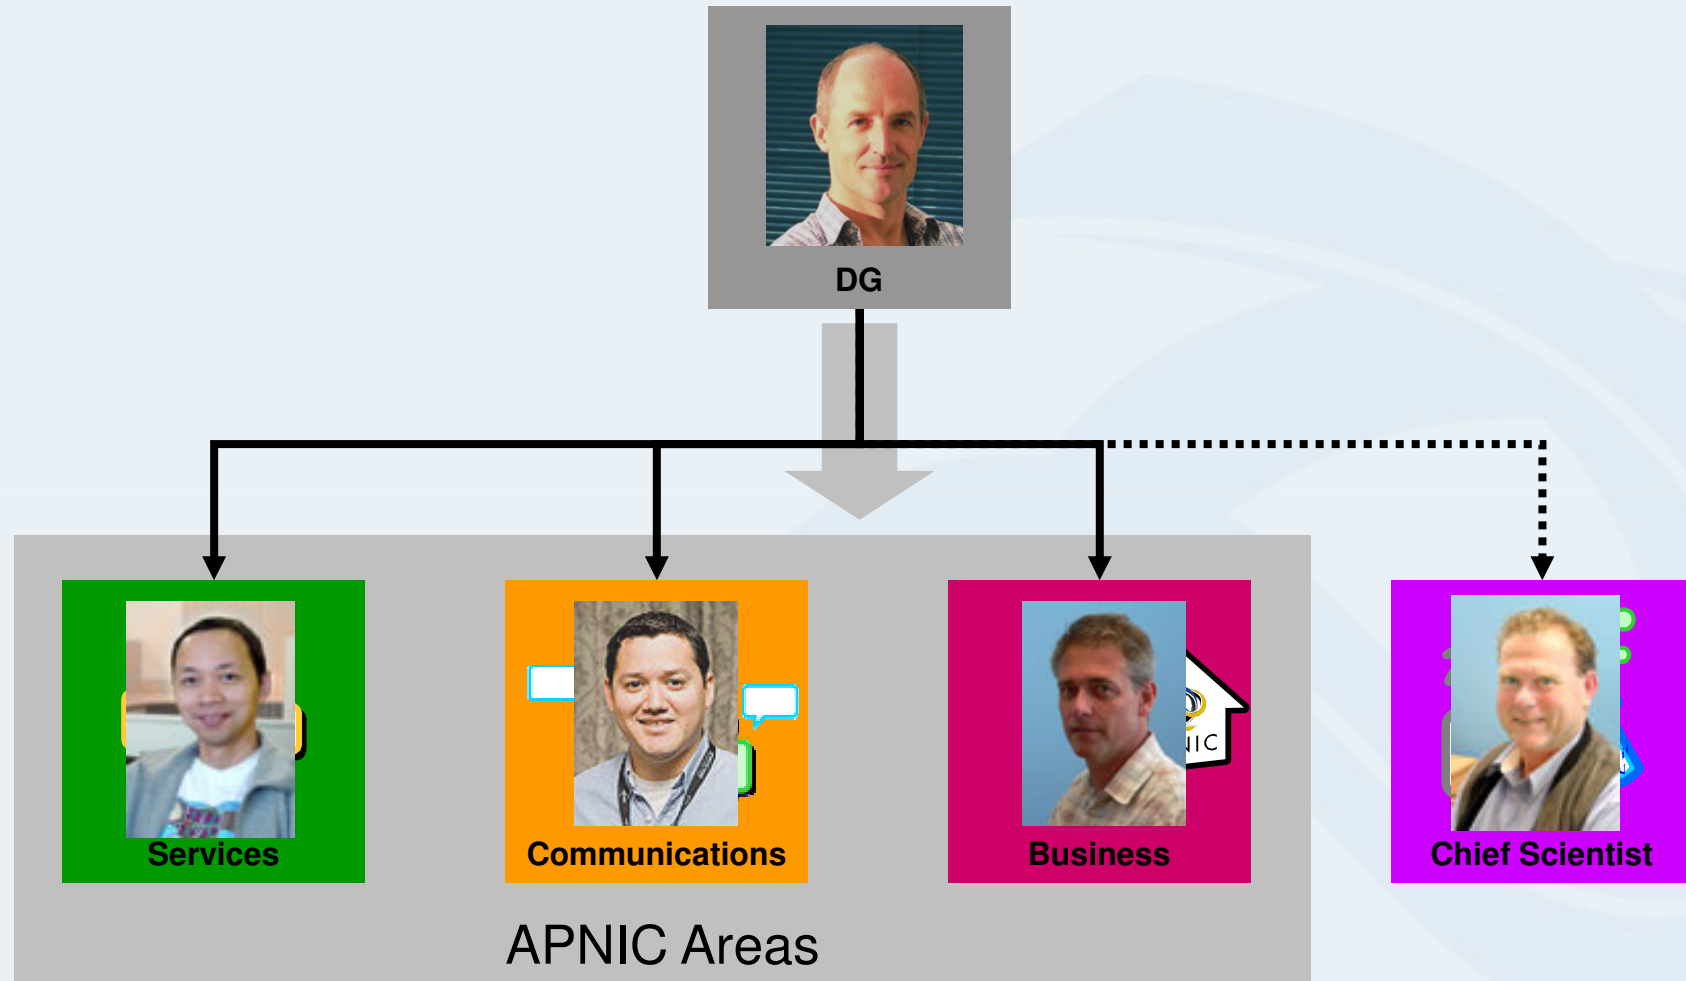 DG
Services
Communications
Business
Chief Scientist
APNIC Areas